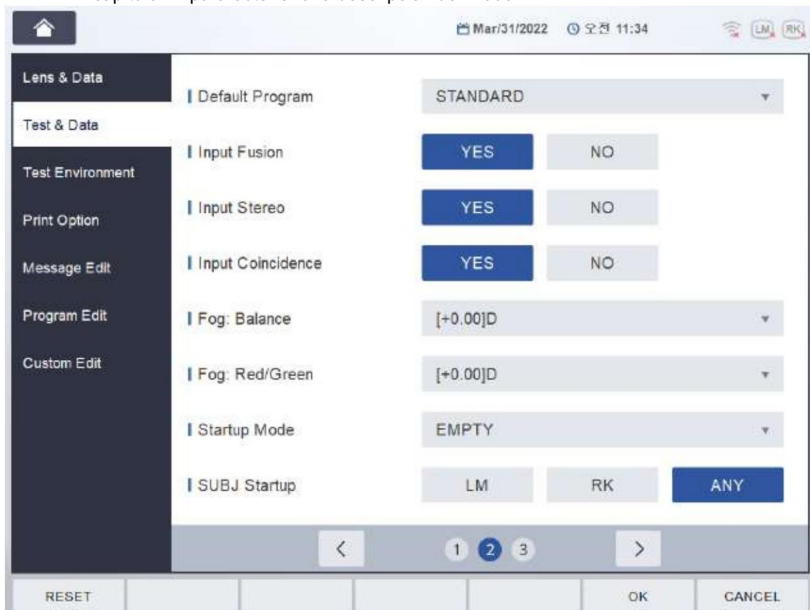 Mar/31/2022 오전 11:34 LM RK
Lens & Data
Test & Data
Test Environment
Print Option
Message Edit
Program Edit
Custom Edit
Default Program STANDARD
Input Fusion YES NO
Input Stereo YES NO
Input Coincidence YES NO
Fog: Balance [+0.00]D
Fog: Red/Green [+0.00]D
Startup Mode EMPTY
SUBJ Startup LM RK ANY
< 1 2 3 >
RESET OK CANCEL